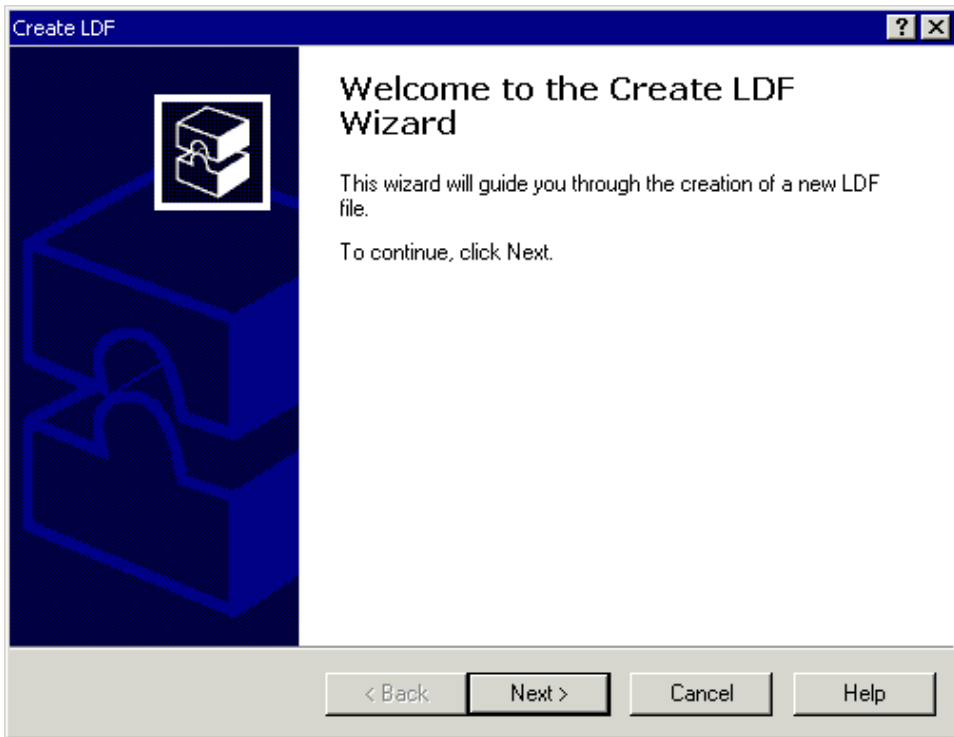 Create LDF
Welcome to the Create LDF
Wizard
This wizard will guide you through the creation of a new LDF
file.
To continue, click Next.
< Back Next > Cancel Help